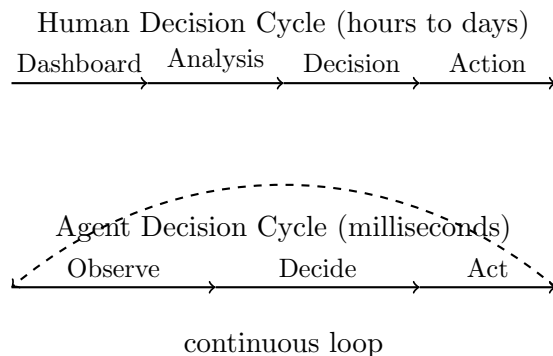 Human Decision Cycle (hours to days)
Dashboard Analysis Decision Action
Agent Decision Cycle (milliseconds)
Observe Decide Act
continuous loop